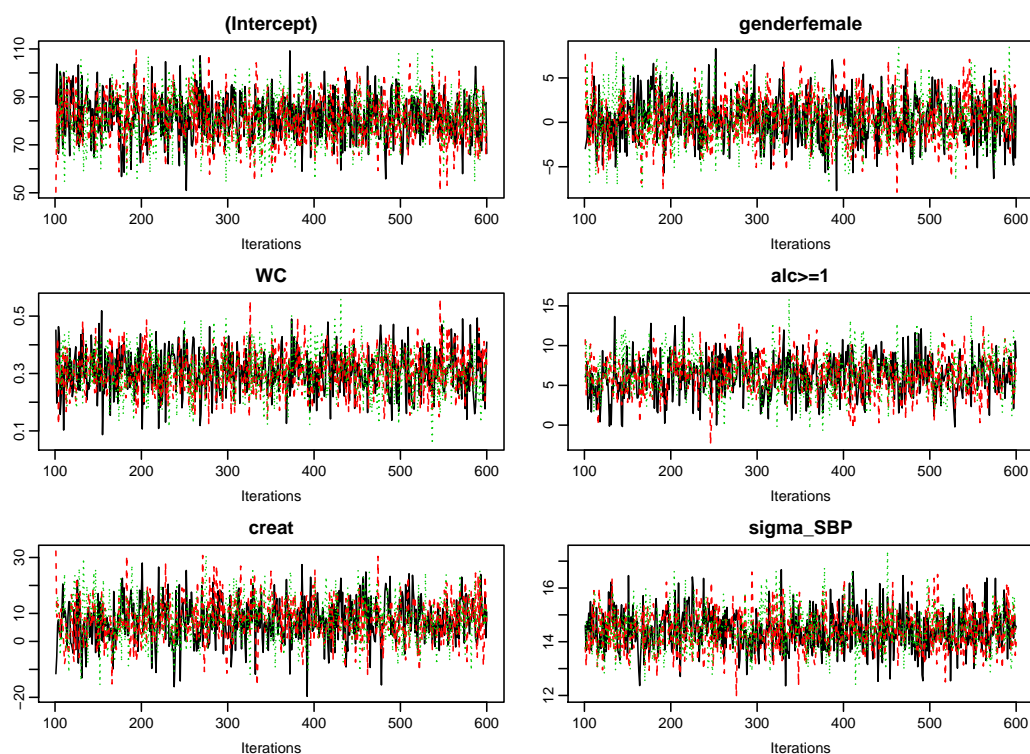 (Intercept)
50 70 90 110
100 200 300 400 500 600
Iterations
genderfemale
−5 0 5
100 200 300 400 500 600
Iterations
WC
0.1 0.3 0.5
100 200 300 400 500 600
Iterations
alc>=1
0 5 10 15
100 200 300 400 500 600
Iterations
creat
−20 0 10 30
100 200 300 400 500 600
Iterations
sigma_SBP
12 14 16
100 200 300 400 500 600
Iterations